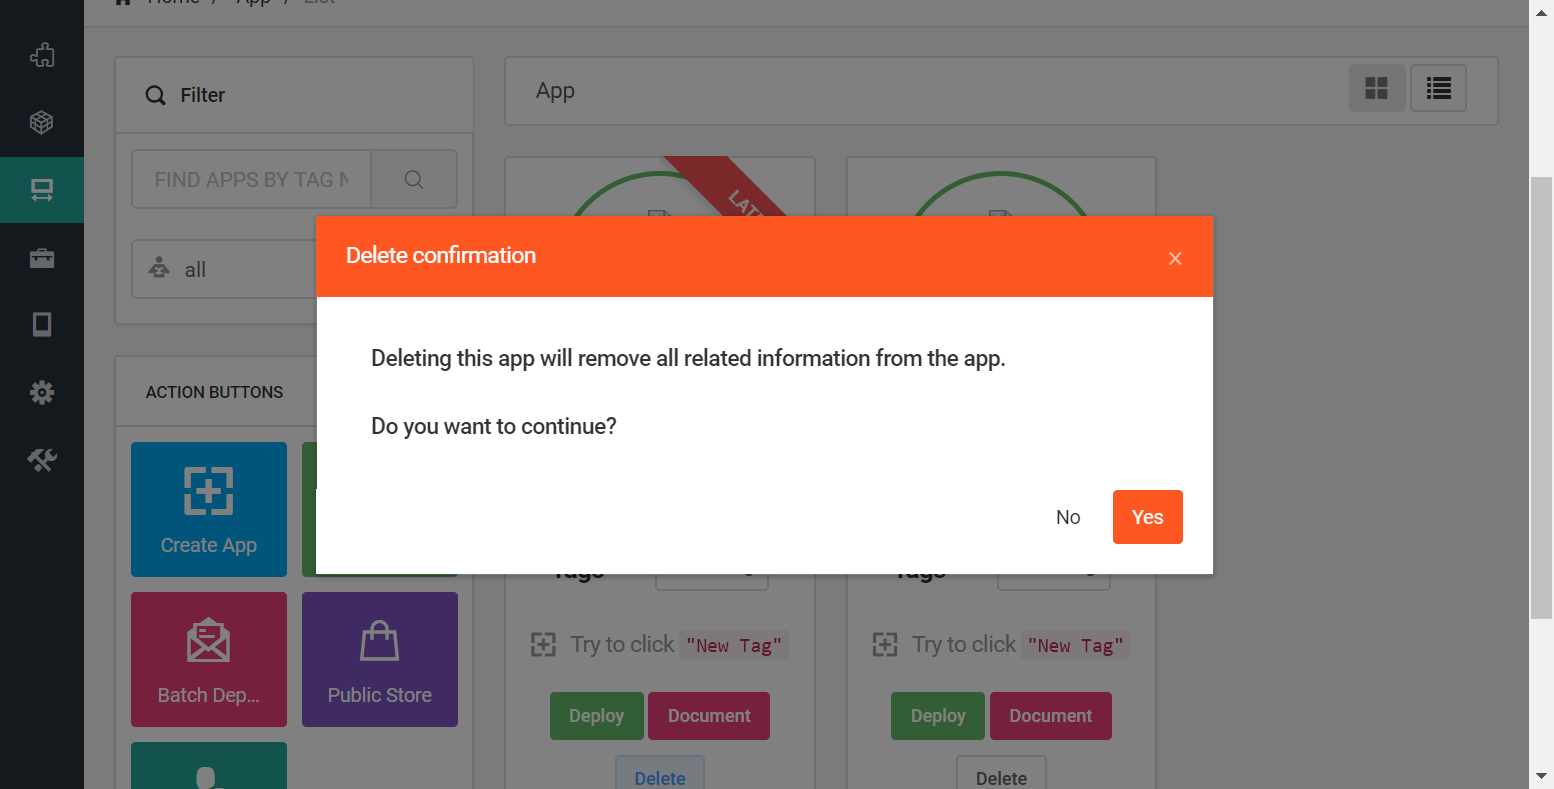 Home / App / List
Filter
App
FIND APPS BY TAG N
all
Delete confirmation
×
Deleting this app will remove all related information from the app.
Do you want to continue?
No
Yes
ACTION BUTTONS
Create App
Batch Dep...
Public Store
Tags
Try to click "New Tag"
Deploy
Document
Delete
Tags
Try to click "New Tag"
Deploy
Document
Delete